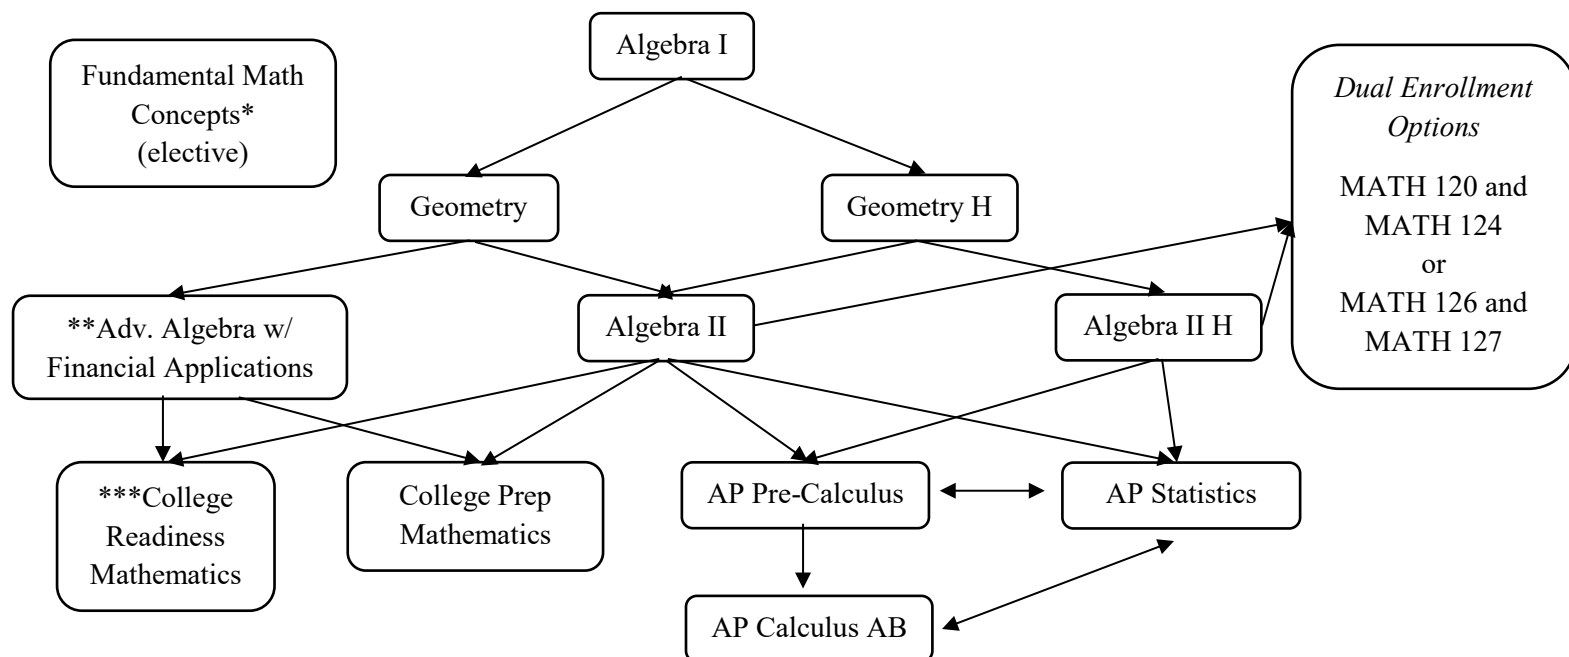 Algebra I
Fundamental Math
Concepts*
(elective)
Dual Enrollment
Options
MATH 120 and
MATH 124
or
MATH 126 and
MATH 127
Geometry
Geometry H
**Adv. Algebra w/
Financial Applications
Algebra II
Algebra II H
***College
Readiness
Mathematics
College Prep
Mathematics
AP Pre-Calculus
AP Statistics
AP Calculus AB